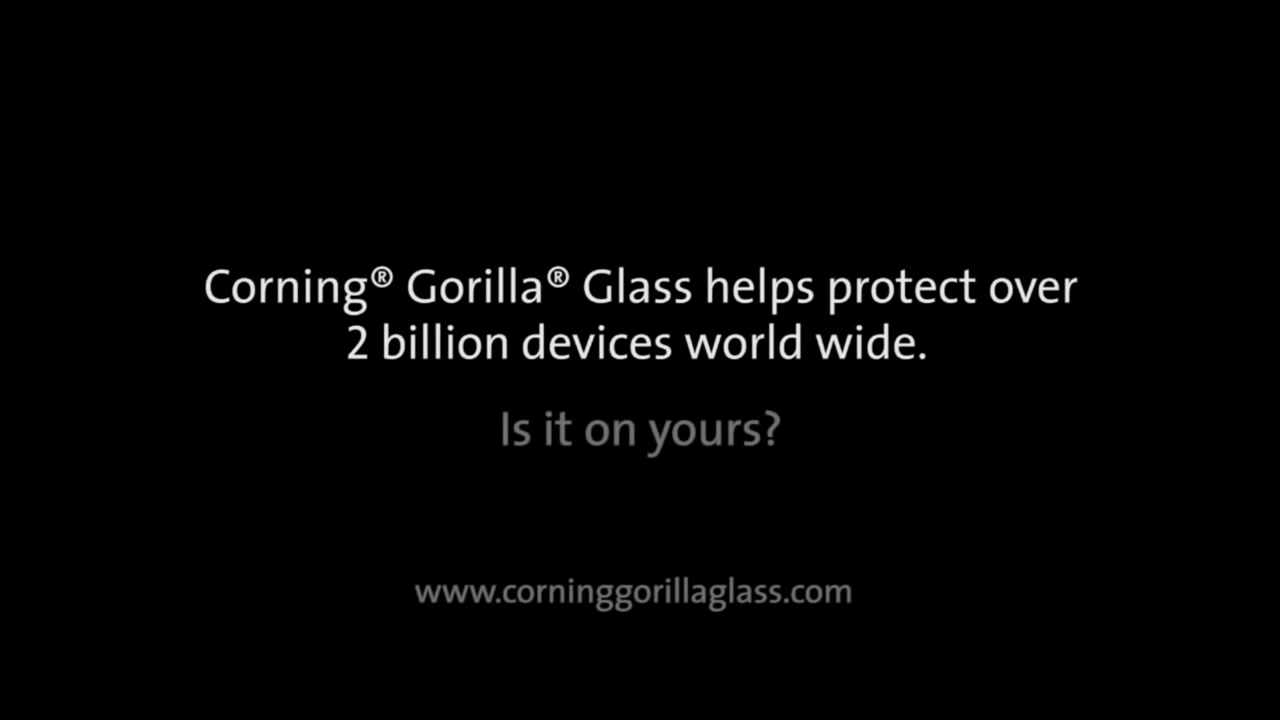 Corning® Gorilla® Glass helps protect over
2 billion devices world wide.
Is it on yours?
www.corninggorillaglass.com